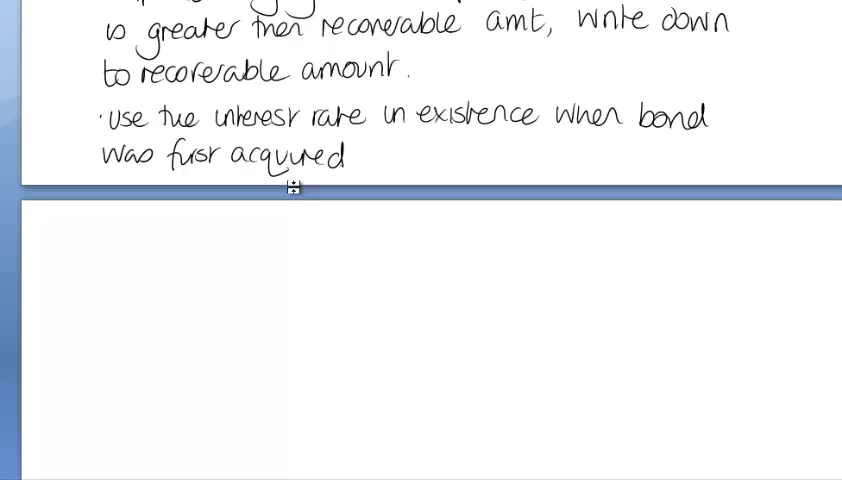 is greater then recoverable amt, write down
to recoverable amount.
· Use the interest rate in existence when bond
was first acquired